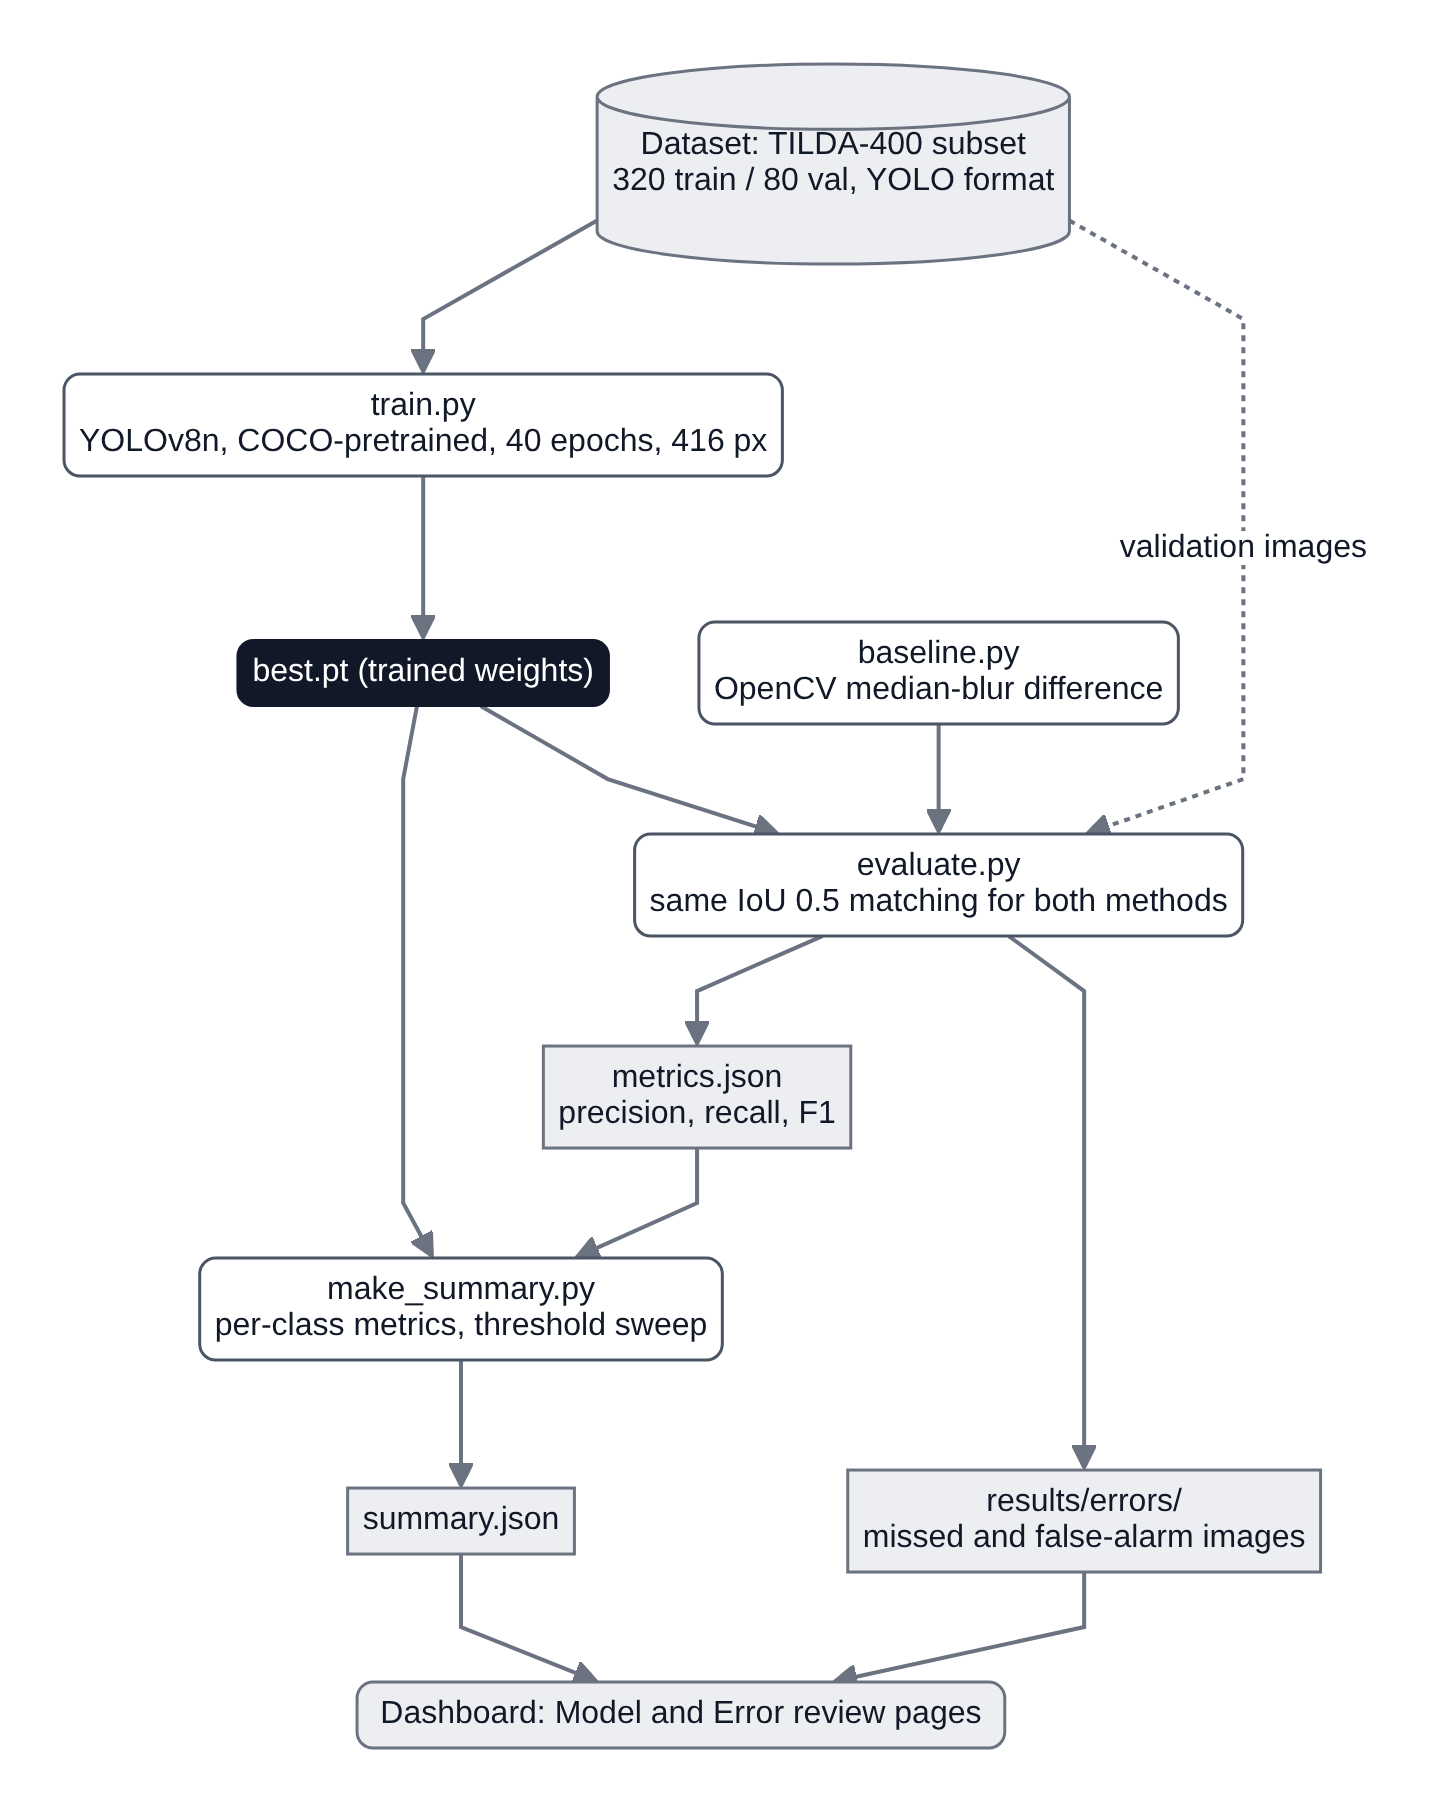 Dataset: TILDA-400 subset
320 train / 80 val, YOLO format
train.py
YOLOv8n, COCO-pretrained, 40 epochs, 416 px
validation images
best.pt (trained weights)
baseline.py
OpenCV median-blur difference
evaluate.py
same IoU 0.5 matching for both methods
metrics.json
precision, recall, F1
make_summary.py
per-class metrics, threshold sweep
summary.json
results/errors/
missed and false-alarm images
Dashboard: Model and Error review pages